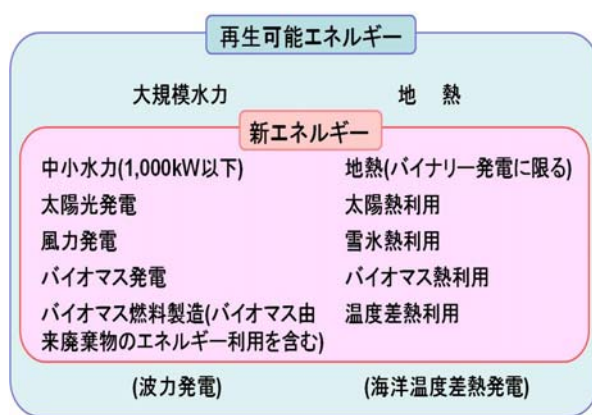 再生可能エネルギー
大規模水力 地 熱
新エネルギー
中小水力(1,000kW以下) 地熱(バイナリー発電に限る)
太陽光発電 太陽熱利用
風力発電 雪氷熱利用
バイオマス発電 バイオマス熱利用
バイオマス燃料製造(バイオマス由 温度差熱利用
来廃棄物のエネルギー利用を含む)
(波力発電) (海洋温度差熱発電)